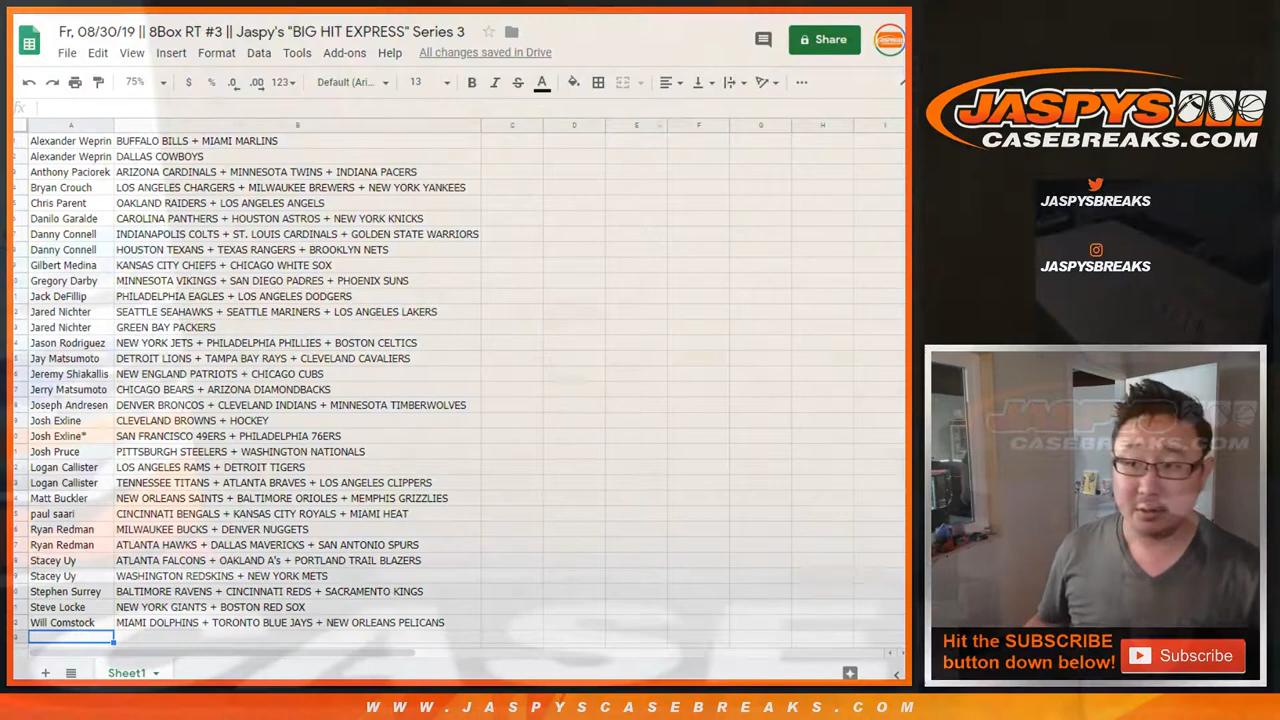 Fr, 08/30/19 || 8Box RT #3 || Jaspy's "BIG HIT EXPRESS" Series 3
File Edit View Insert Format Data Tools Add-ons Help All changes saved in Drive
Share
75% $ % .0 .00 123 Default (Ari... 13 B I S A
fx
A B C D E F G H I
Alexander Weprin BUFFALO BILLS + MIAMI MARLINS
Alexander Weprin DALLAS COWBOYS
Anthony Paciorek ARIZONA CARDINALS + MINNESOTA TWINS + INDIANA PACERS
Bryan Crouch LOS ANGELES CHARGERS + MILWAUKEE BREWERS + NEW YORK YANKEES
Chris Parent OAKLAND RAIDERS + LOS ANGELES ANGELS
Danilo Garalde CAROLINA PANTHERS + HOUSTON ASTROS + NEW YORK KNICKS
Danny Connell INDIANAPOLIS COLTS + ST. LOUIS CARDINALS + GOLDEN STATE WARRIORS
Danny Connell HOUSTON TEXANS + TEXAS RANGERS + BROOKLYN NETS
Gilbert Medina KANSAS CITY CHIEFS + CHICAGO WHITE SOX
Gregory Darby MINNESOTA VIKINGS + SAN DIEGO PADRES + PHOENIX SUNS
Jack DeFillip PHILADELPHIA EAGLES + LOS ANGELES DODGERS
Jared Nichter SEATTLE SEAHAWKS + SEATTLE MARINERS + LOS ANGELES LAKERS
Jared Nichter GREEN BAY PACKERS
Jason Rodriguez NEW YORK JETS + PHILADELPHIA PHILLIES + BOSTON CELTICS
Jay Matsumoto DETROIT LIONS + TAMPA BAY RAYS + CLEVELAND CAVALIERS
Jeremy Shiakallis NEW ENGLAND PATRIOTS + CHICAGO CUBS
Jerry Matsumoto CHICAGO BEARS + ARIZONA DIAMONDBACKS
Joseph Andresen DENVER BRONCOS + CLEVELAND INDIANS + MINNESOTA TIMBERWOLVES
Josh Exline CLEVELAND BROWNS + HOCKEY
Josh Exline* SAN FRANCISCO 49ERS + PHILADELPHIA 76ERS
Josh Pruce PITTSBURGH STEELERS + WASHINGTON NATIONALS
Logan Callister LOS ANGELES RAMS + DETROIT TIGERS
Logan Callister TENNESSEE TITANS + ATLANTA BRAVES + LOS ANGELES CLIPPERS
Matt Buckler NEW ORLEANS SAINTS + BALTIMORE ORIOLES + MEMPHIS GRIZZLIES
paul saari CINCINNATI BENGALS + KANSAS CITY ROYALS + MIAMI HEAT
Ryan Redman MILWAUKEE BUCKS + DENVER NUGGETS
Ryan Redman ATLANTA HAWKS + DALLAS MAVERICKS + SAN ANTONIO SPURS
Stacey Uy ATLANTA FALCONS + OAKLAND A's + PORTLAND TRAIL BLAZERS
Stacey Uy WASHINGTON REDSKINS + NEW YORK METS
Stephen Surrey BALTIMORE RAVENS + CINCINNATI REDS + SACRAMENTO KINGS
Steve Locke NEW YORK GIANTS + BOSTON RED SOX
Will Comstock MIAMI DOLPHINS + TORONTO BLUE JAYS + NEW ORLEANS PELICANS
Sheet1
JASPYS
CASEBREAKS.COM
JASPYSBREAKS
JASPYSBREAKS
JASPYS
CASEBREAKS.COM
Hit the SUBSCRIBE
button down below!
Subscribe
WWW.JASPYSCASEBREAKS.COM